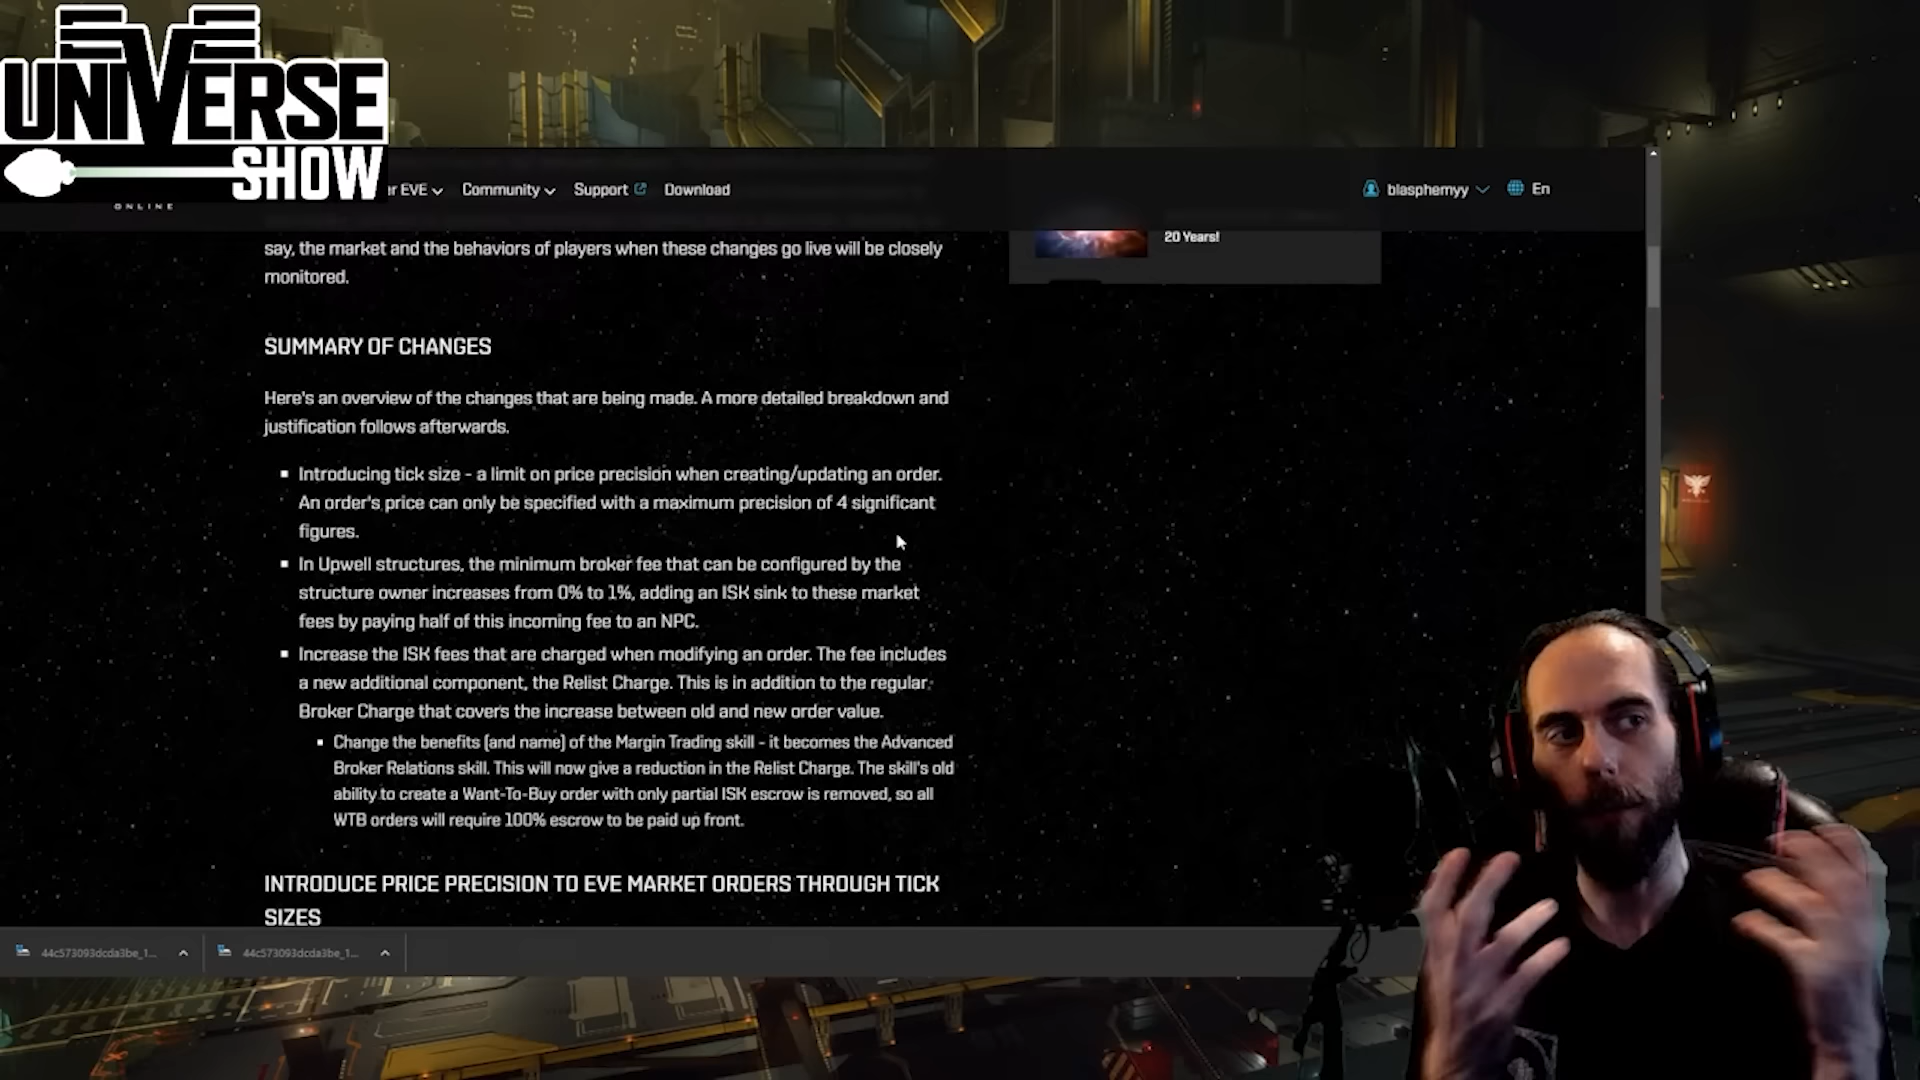 EVE
UNIVERSE
SHOW
ONLINE
r EVE Community Support Download
blasphemyy En
20 Years!
say, the market and the behaviors of players when these changes go live will be closely
monitored.
SUMMARY OF CHANGES
Here's an overview of the changes that are being made. A more detailed breakdown and
justification follows afterwards.
▪ Introducing tick size - a limit on price precision when creating/updating an order.
An order's price can only be specified with a maximum precision of 4 significant
figures.
▪ In Upwell structures, the minimum broker fee that can be configured by the
structure owner increases from 0% to 1%, adding an ISK sink to these market
fees by paying half of this incoming fee to an NPC.
▪ Increase the ISK fees that are charged when modifying an order. The fee includes
a new additional component, the Relist Charge. This is in addition to the regular
Broker Charge that covers the increase between old and new order value.
▪ Change the benefits (and name) of the Margin Trading skill - it becomes the Advanced
Broker Relations skill. This will now give a reduction in the Relist Charge. The skill's old
ability to create a Want-To-Buy order with only partial ISK escrow is removed, so all
WTB orders will require 100% escrow to be paid up front.
INTRODUCE PRICE PRECISION TO EVE MARKET ORDERS THROUGH TICK
SIZES
44c573093dcda3be_1... 44c573093dcda3be_1...